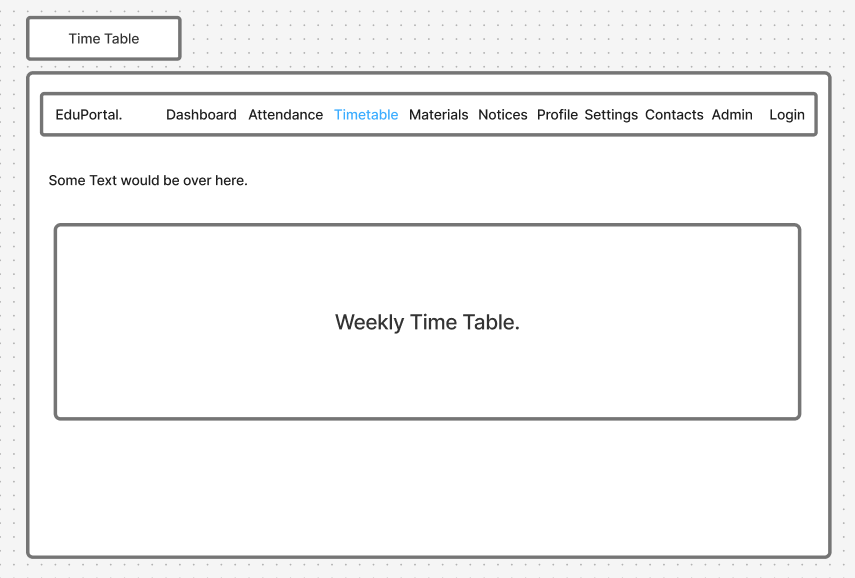 Time Table
EduPortal. Dashboard Attendance Timetable Materials Notices Profile Settings Contacts Admin Login
Some Text would be over here.
Weekly Time Table.